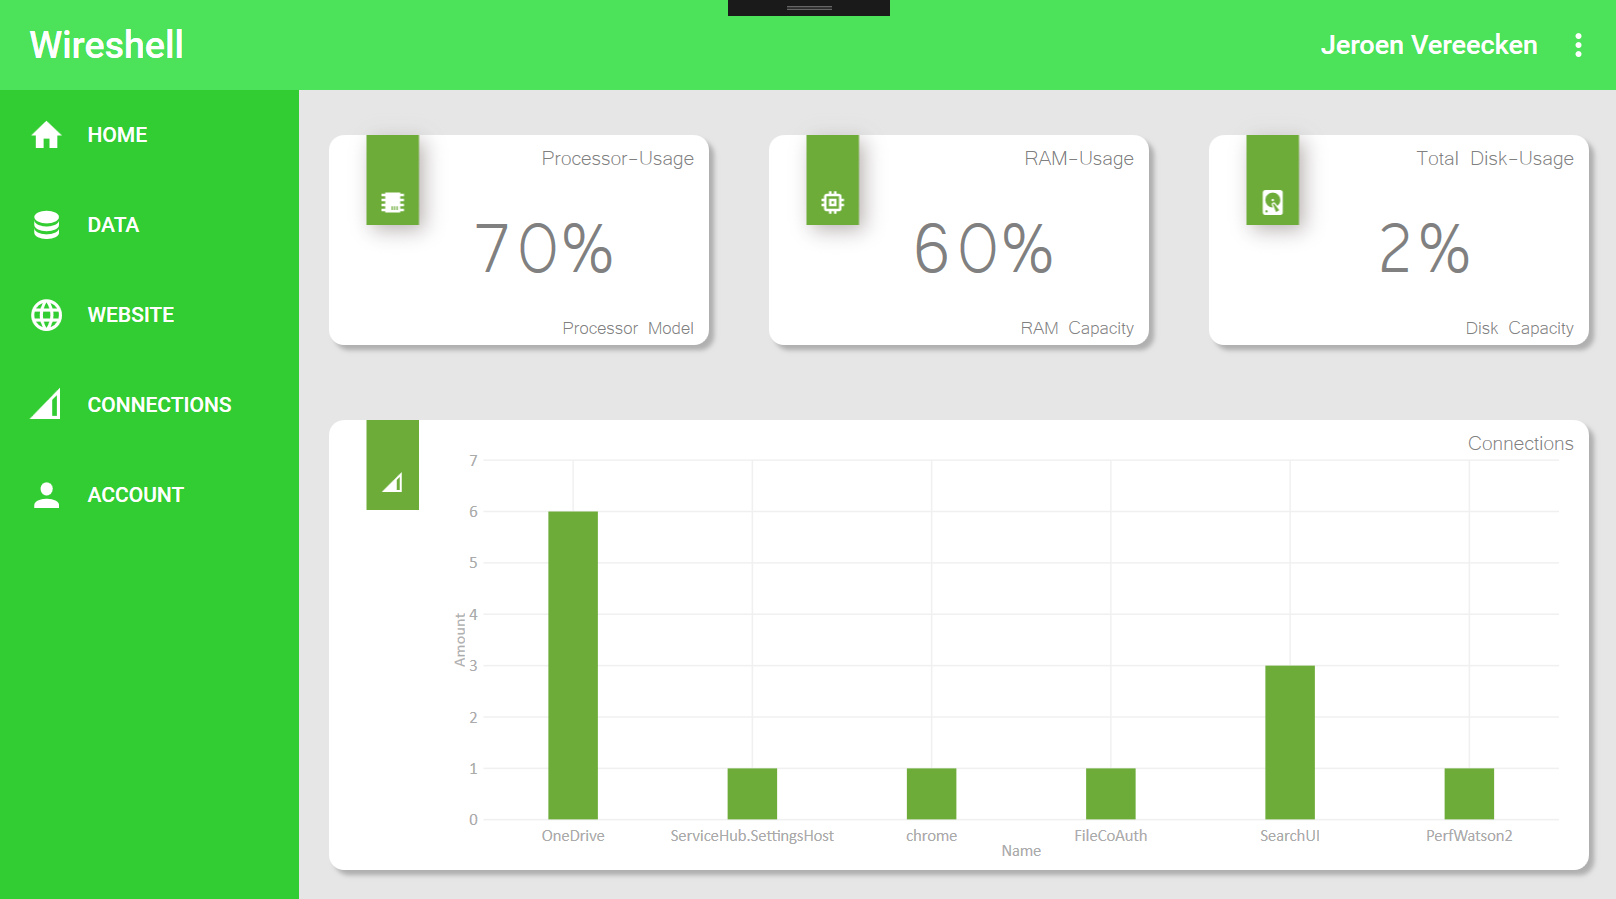 Wireshell
Jeroen Vereecken
HOME
DATA
WEBSITE
CONNECTIONS
ACCOUNT
Processor-Usage
70%
Processor Model
RAM-Usage
60%
RAM Capacity
Total Disk-Usage
2%
Disk Capacity
Connections
Amount
7
6
5
4
3
2
1
0
OneDrive ServiceHub.SettingsHost chrome FileCoAuth SearchUI PerfWatson2
Name